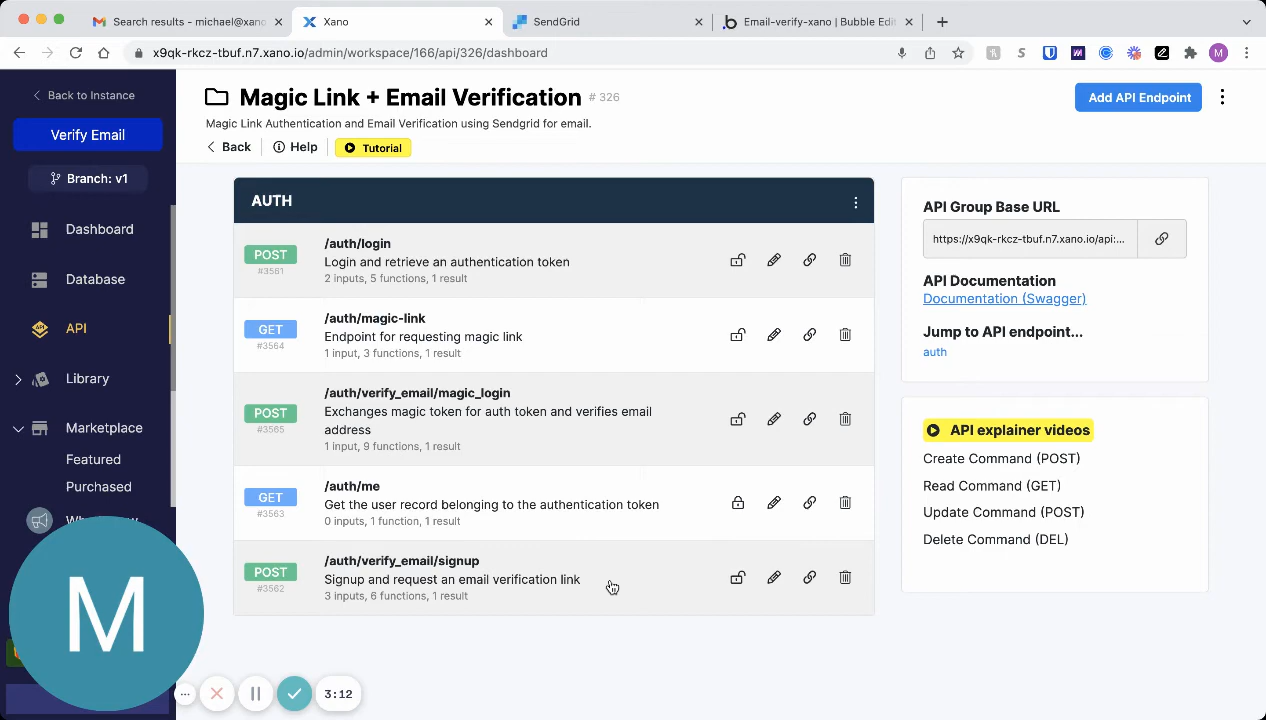 Search results - michael@xano
Xano
SendGrid
Email-verify-xano | Bubble Edi
x9qk-rkcz-tbuf.n7.xano.io/admin/workspace/166/api/326/dashboard
M
Back to Instance
Verify Email
Branch: v1
Dashboard
Database
API
Library
Marketplace
Featured
Purchased
M
Magic Link + Email Verification # 326
Magic Link Authentication and Email Verification using Sendgrid for email.
Back
Help
Tutorial
Add API Endpoint
AUTH
POST
#3561
/auth/login
Login and retrieve an authentication token
2 inputs, 5 functions, 1 result
GET
#3564
/auth/magic-link
Endpoint for requesting magic link
1 input, 3 functions, 1 result
POST
#3565
/auth/verify_email/magic_login
Exchanges magic token for auth token and verifies email
address
1 input, 9 functions, 1 result
GET
#3563
/auth/me
Get the user record belonging to the authentication token
0 inputs, 1 function, 1 result
POST
#3562
/auth/verify_email/signup
Signup and request an email verification link
3 inputs, 6 functions, 1 result
API Group Base URL
https://x9qk-rkcz-tbuf.n7.xano.io/api:...
API Documentation
Documentation (Swagger)
Jump to API endpoint...
auth
API explainer videos
Create Command (POST)
Read Command (GET)
Update Command (POST)
Delete Command (DEL)
3:12